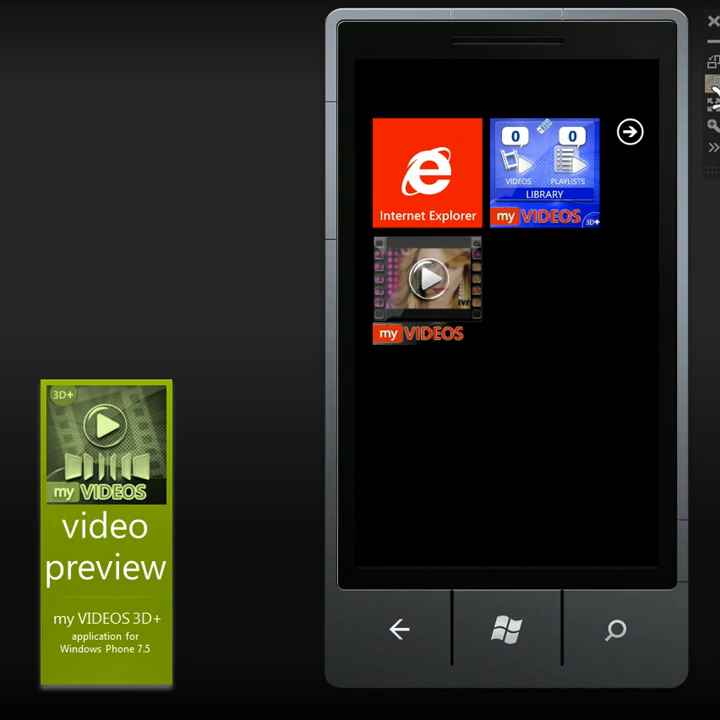 0
0
VIDEOS
PLAYLISTS
LIBRARY
Internet Explorer
my VIDEOS
3D+
my VIDEOS
3D+
my VIDEOS
video
preview
my VIDEOS 3D+
application for
Windows Phone 7.5